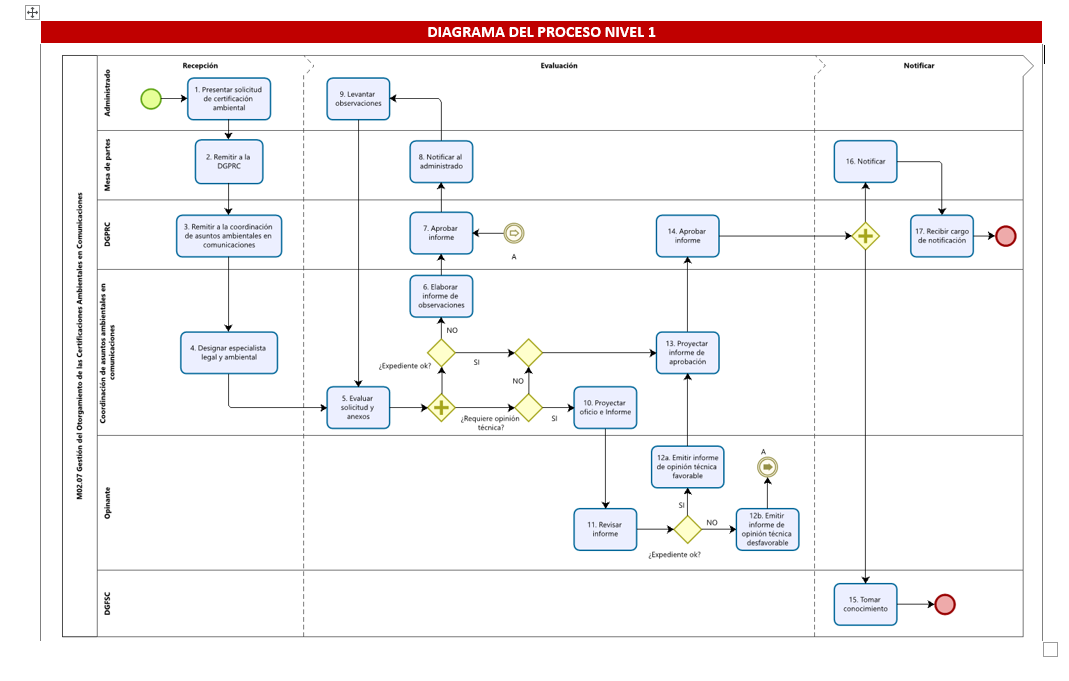 DIAGRAMA DEL PROCESO NIVEL 1
M02.07 Gestión del Otorgamiento de las Certificaciones Ambientales en Comunicaciones
Recepción
Evaluación
Notificar
Administrado
1. Presentar solicitud
de certificación
ambiental
9. Levantar
observaciones
Mesa de partes
2. Remitir a la
DGPRC
8. Notificar al
administrado
16. Notificar
DGPRC
3. Remitir a la coordinación
de asuntos ambientales en
comunicaciones
7. Aprobar
informe
A
14. Aprobar
informe
17. Recibir cargo
de notificación
Coordinación de asuntos ambientales en
comunicaciones
6. Elaborar
informe de
observaciones
NO
4. Designar especialista
legal y ambiental
¿Expediente ok?
SI
13. Proyectar
informe de
aprobación
NO
5. Evaluar
solicitud y
anexos
¿Requiere opinión
técnica?
SI
10. Proyectar
oficio e Informe
Opinante
12a. Emitir informe
de opinión técnica
favorable
A
SI
11. Revisar
informe
NO
12b. Emitir
informe de
opinión técnica
desfavorable
¿Expediente ok?
DGFSC
15. Tomar
conocimiento